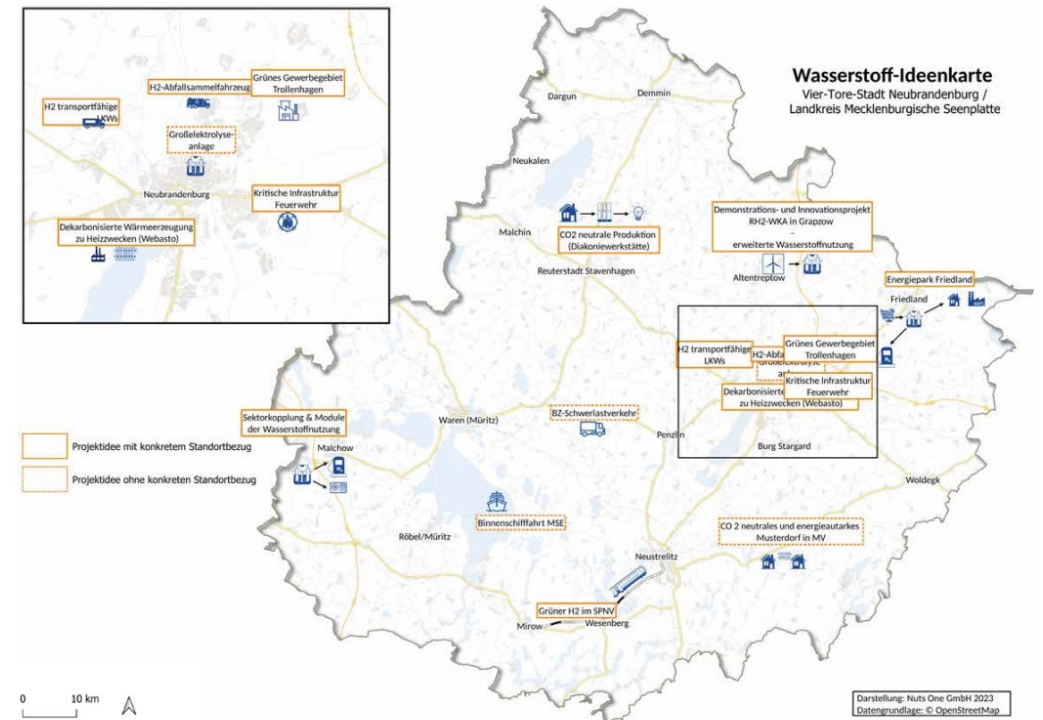 Wasserstoff-Ideenkarte
Vier-Tore-Stadt Neubrandenburg /
Landkreis Mecklenburgische Seenplatte
H2-Abfallsammelfahrzeug
Grünes Gewerbegebiet
Trollenhagen
H2 transportfähige
LKWs
Großelektrolyse-
anlage
Neubrandenburg
Kritische Infrastruktur
Feuerwehr
Dekarbonisierte Wärmeerzeugung
zu Heizzwecken (Webasto)
Dargun
Demmin
Neukalen
Malchin
CO2 neutrale Produktion
(Diakoniewerkstätte)
Reuterstadt Stavenhagen
Demonstrations- und Innovationsprojekt
RH2-WKA in Grapzow
–
erweiterte Wasserstoffnutzung
Altentreptow
Energiepark Friedland
Friedland
H2 transportfähige
LKWs
H2-Abfa
Grünes Gewerbegebiet
Trollenhagen
Großelektrolyse
Kritische Infrastruktur
Feuerwehr
Dekarbonisierte
zu Heizzwecken (Webasto)
Sektorkopplung & Module
der Wasserstoffnutzung
Malchow
Waren (Müritz)
BZ-Schwerlastverkehr
Penzlin
Burg Stargard
Woldegk
Projektidee mit konkretem Standortbezug
Projektidee ohne konkreten Standortbezug
Binnenschifffahrt MSE
Röbel/Müritz
CO 2 neutrales und energieautarkes
Musterdorf in MV
Neustrelitz
Grüner H2 im SPNV
Mirow
Wesenberg
0 10 km
Darstellung: Nuts One GmbH 2023
Datengrundlage: © OpenStreetMap